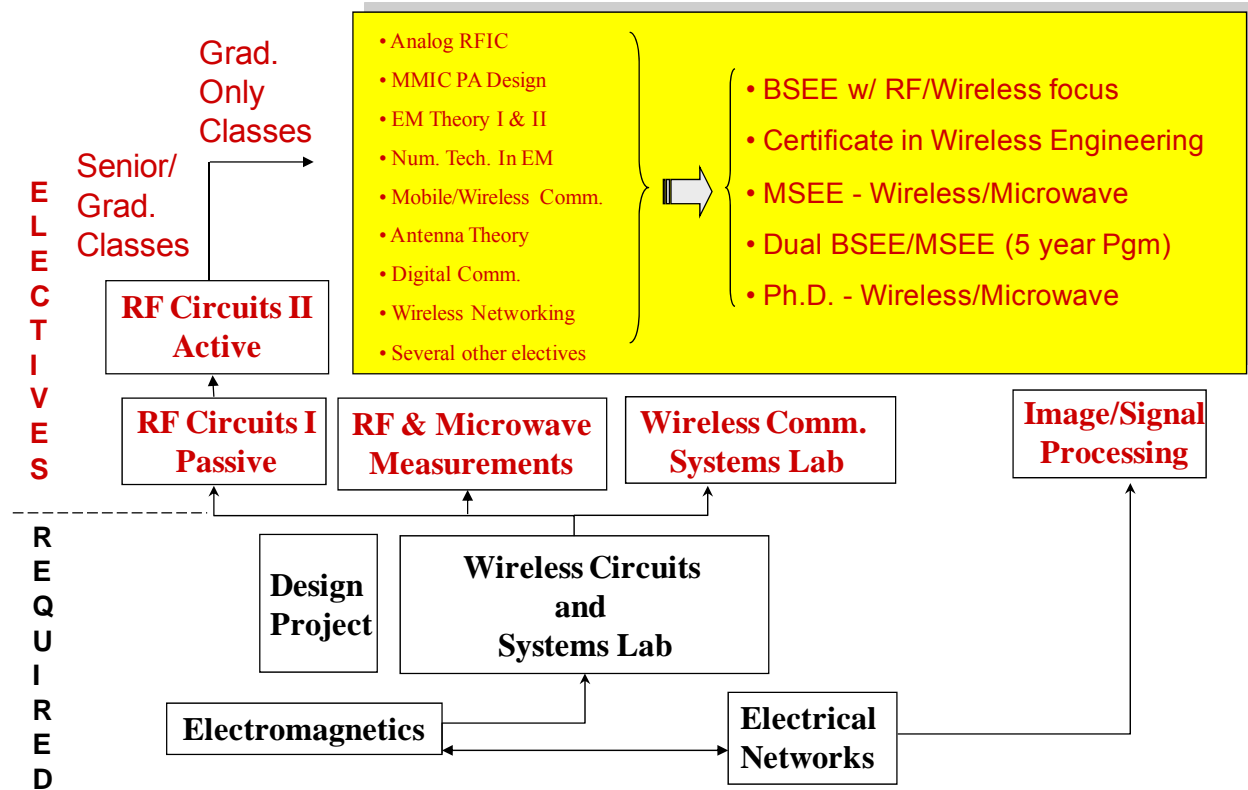 Grad.
Only
Classes
Senior/
Grad.
Classes
• Analog RFIC
• MMIC PA Design
• EM Theory I & II
• Num. Tech. In EM
• Mobile/Wireless Comm.
• Antenna Theory
• Digital Comm.
• Wireless Networking
• Several other electives
• BSEE w/ RF/Wireless focus
• Certificate in Wireless Engineering
• MSEE - Wireless/Microwave
• Dual BSEE/MSEE (5 year Pgm)
• Ph.D. - Wireless/Microwave
ELECTIVES
RF Circuits II
Active
RF Circuits I
Passive
RF & Microwave
Measurements
Wireless Comm.
Systems Lab
Image/Signal
Processing
REQUIRED
Design
Project
Wireless Circuits
and
Systems Lab
Electromagnetics
Electrical
Networks